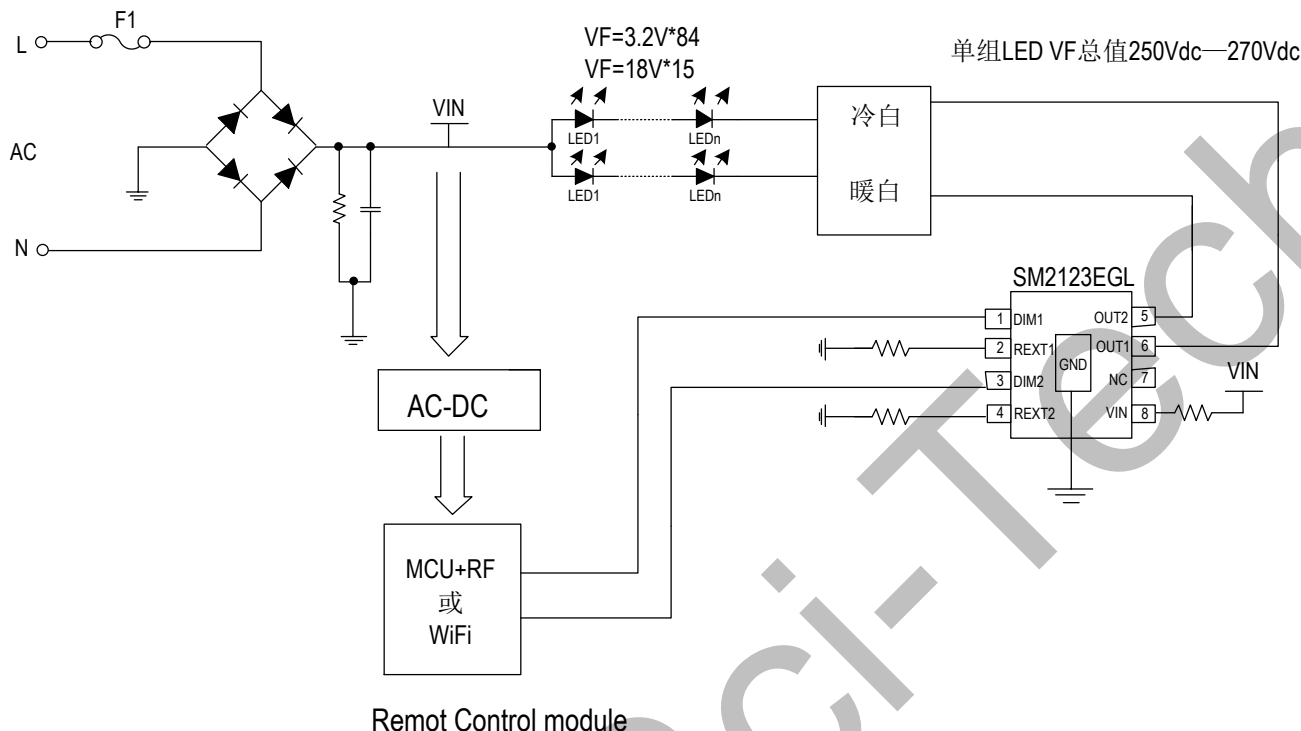 F1
L
AC
N
VIN
VF=3.2V*84
VF=18V*15
单组LED VF总值250Vdc—270Vdc
LED1
LEDn
LED1
LEDn
冷白
暖白
SM2123EGL
1 DIM1
2 REXT1
3 DIM2
4 REXT2
GND
OUT2 5
OUT1 6
NC 7
VIN 8
VIN
AC-DC
MCU+RF
或
WiFi
Remot Control module
ci-Tech